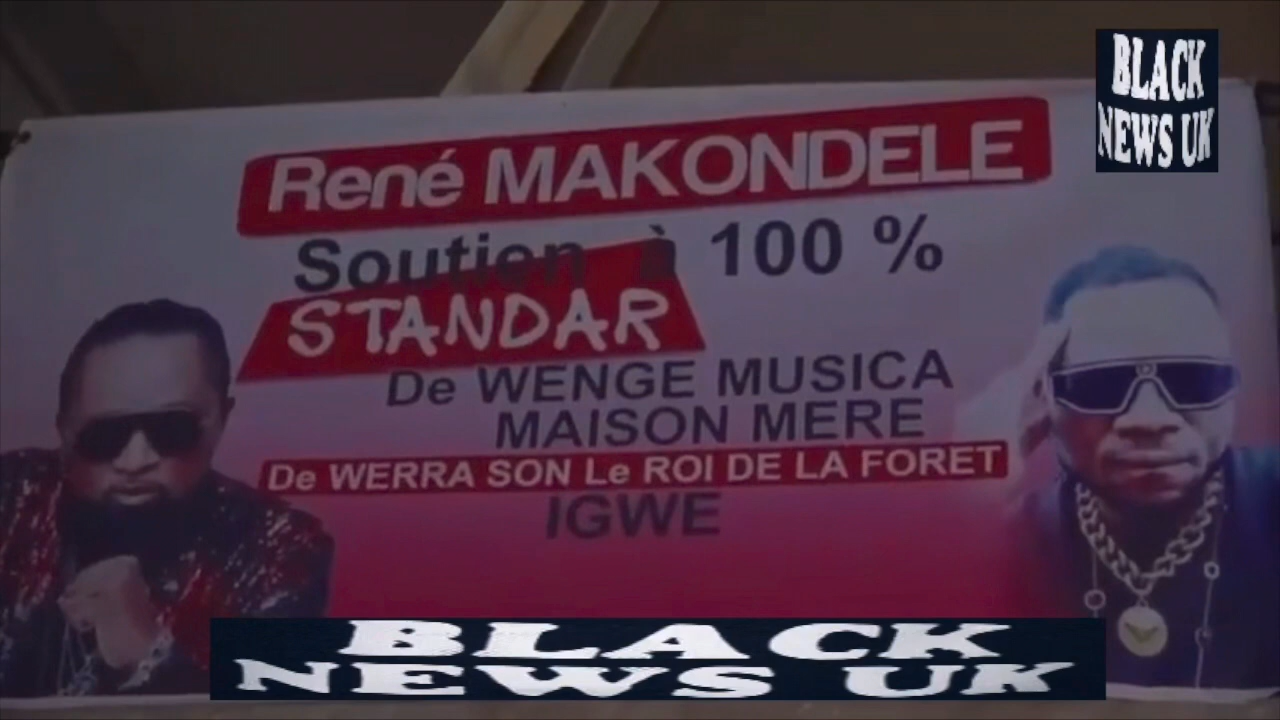 BLACK
NEWS UK
René MAKONDELE
Soutien à 100 %
STANDAR
De WENGE MUSICA
MAISON MERE
De WERRA SON Le ROI DE LA FORET
IGWE
BLACK
NEWS UK